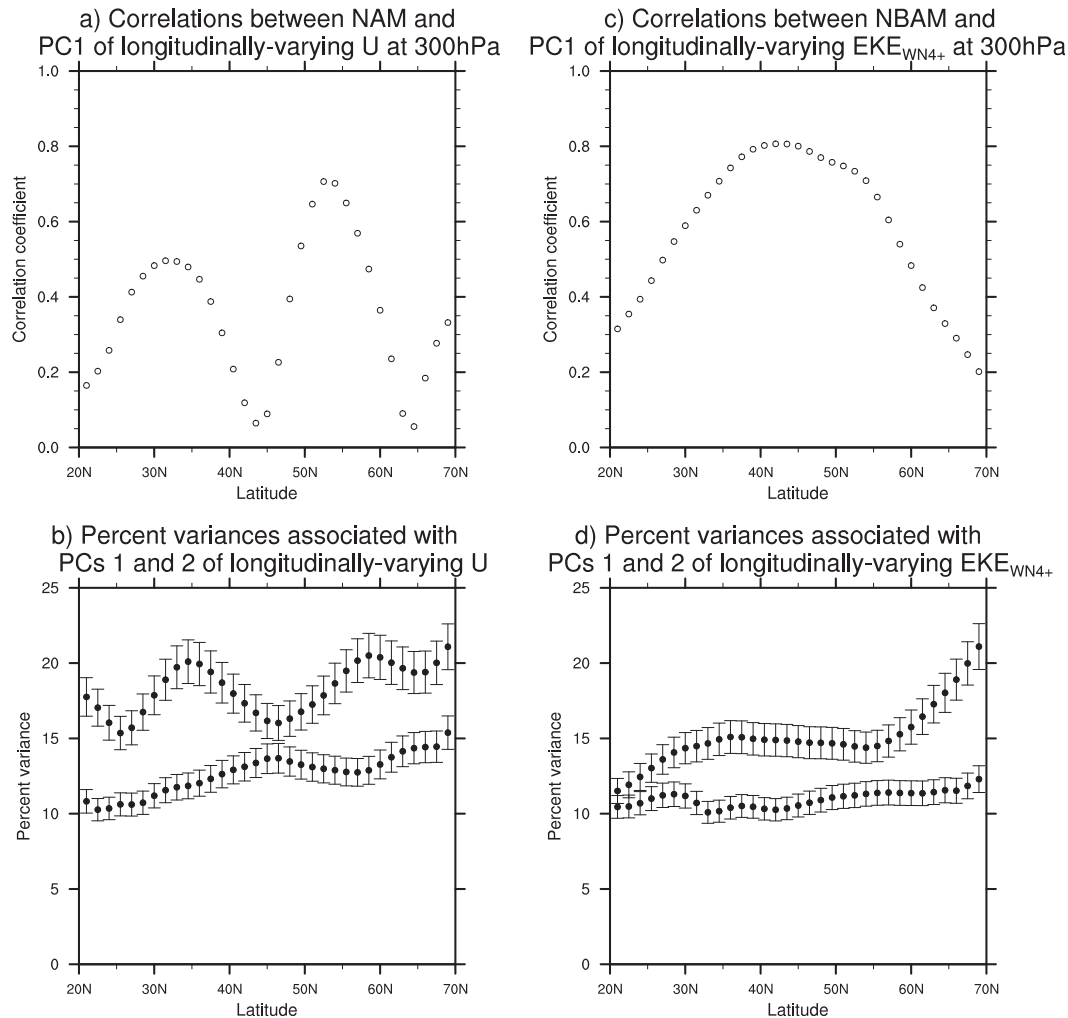 a) Correlations between NAM and
PC1 of longitudinally-varying U at 300hPa
1.0
0.8
0.6
0.4
0.2
0.0
Correlation coefficient
20N 30N 40N 50N 60N 70N
Latitude
c) Correlations between NBAM and
PC1 of longitudinally-varying EKEWN4+ at 300hPa
1.0
0.8
0.6
0.4
0.2
0.0
Correlation coefficient
20N 30N 40N 50N 60N 70N
Latitude
b) Percent variances associated with
PCs 1 and 2 of longitudinally-varying U
25
20
15
10
5
0
Percent variance
20N 30N 40N 50N 60N 70N
Latitude
d) Percent variances associated with
PCs 1 and 2 of longitudinally-varying EKEWN4+
25
20
15
10
5
0
Percent variance
20N 30N 40N 50N 60N 70N
Latitude